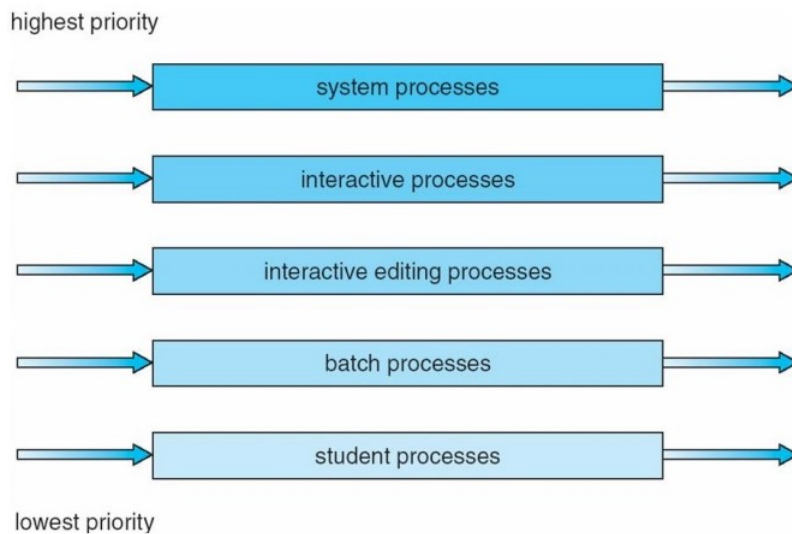 highest priority
system processes
interactive processes
interactive editing processes
batch processes
student processes
lowest priority